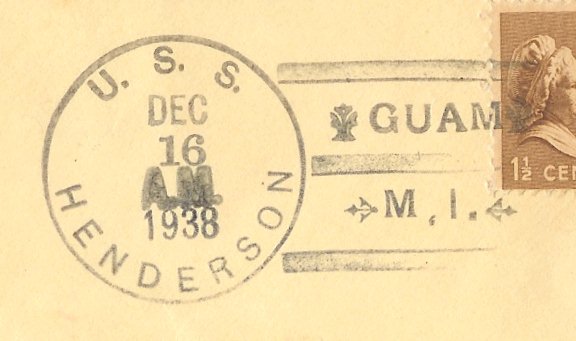 U. S. S.
HENDERSON
DEC
16
A.M.
1938
GUAM
M.I.
1½ CEN